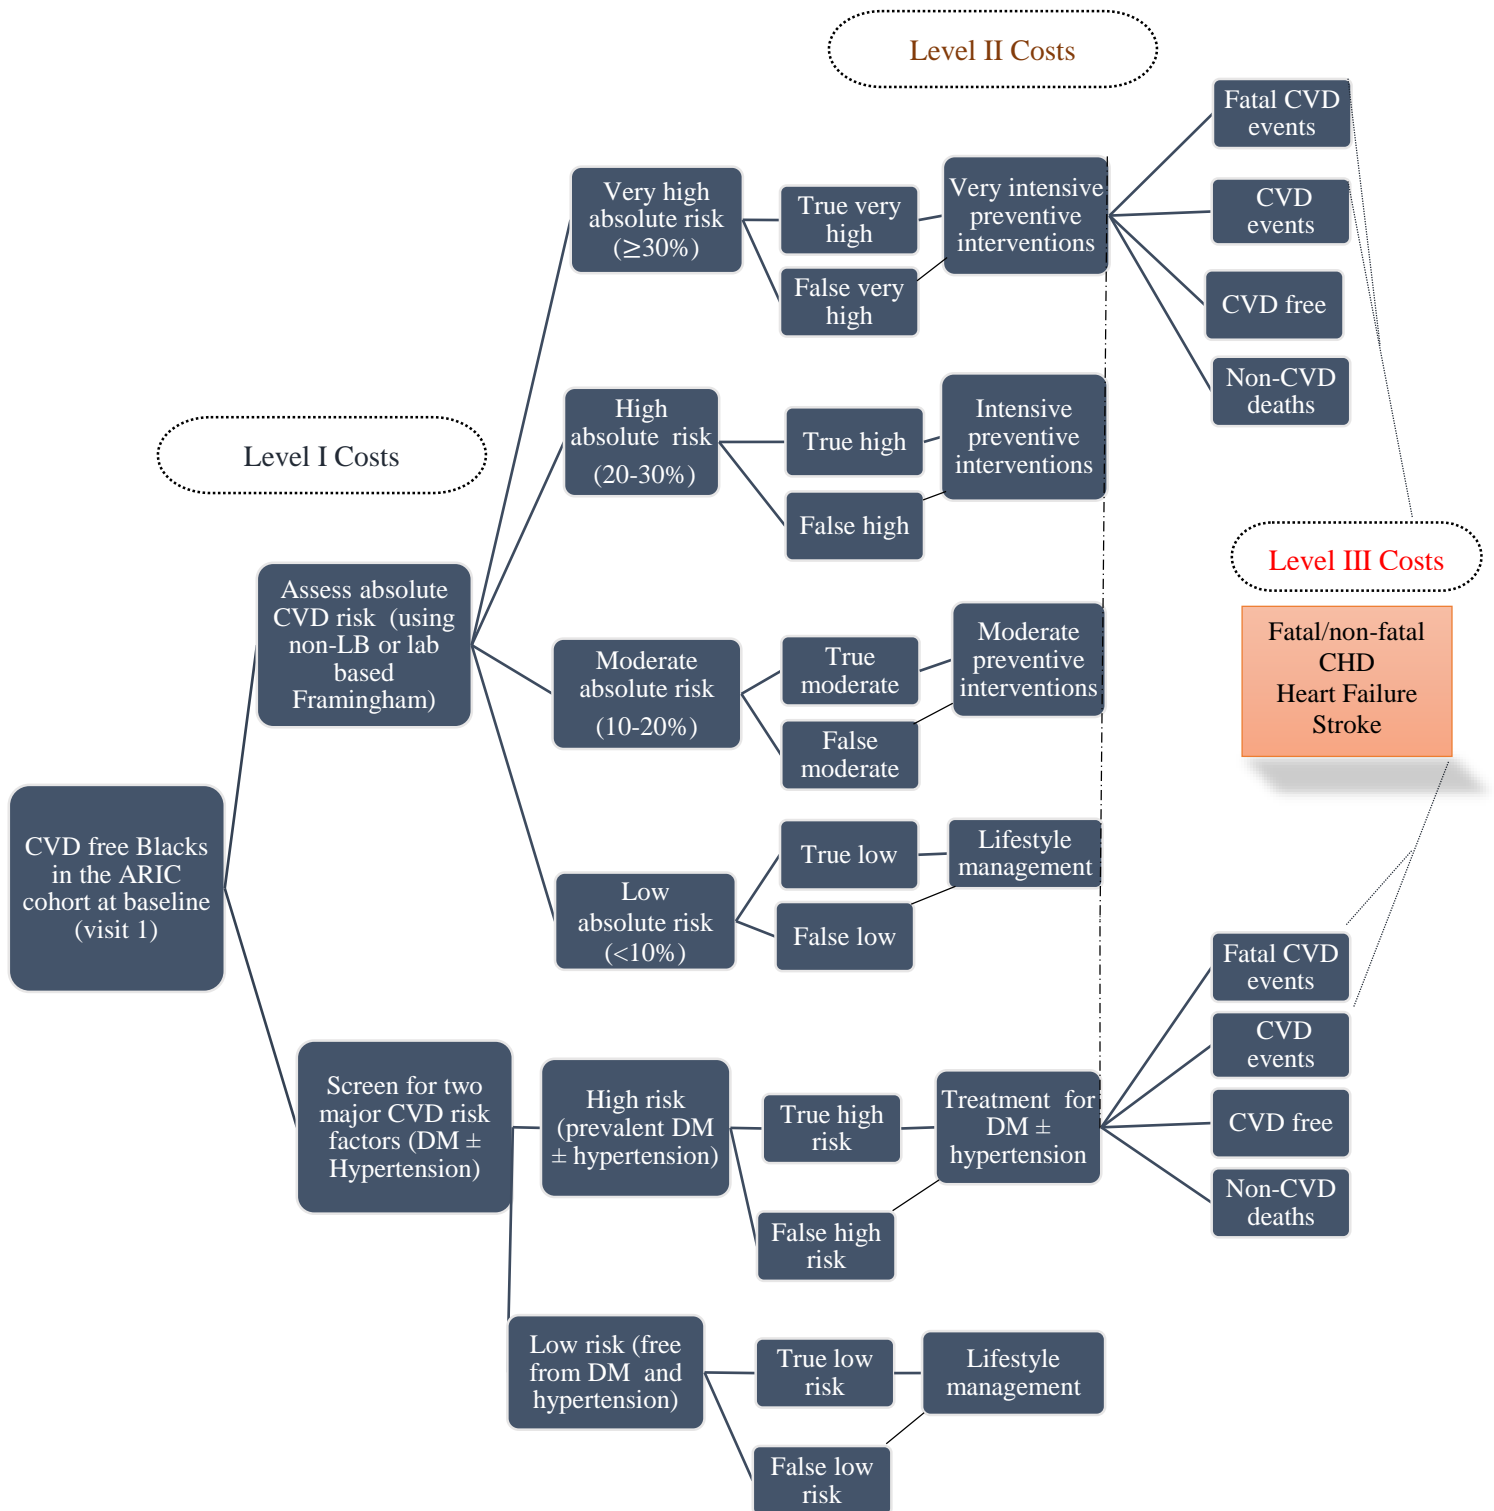 Level II Costs
Fatal CVD
events
Very high
absolute risk
(≥30%)
True very
high
Very intensive
preventive
interventions
CVD
events
False very
high
CVD free
Non-CVD
deaths
High
absolute risk
(20-30%)
True high
Intensive
preventive
interventions
Level I Costs
False high
Level III Costs
Assess absolute
CVD risk (using
non-LB or lab
based
Framingham)
Moderate
absolute risk
(10-20%)
True
moderate
Moderate
preventive
interventions
Fatal/non-fatal
CHD
Heart Failure
Stroke
False
moderate
CVD free Blacks
in the ARIC
cohort at baseline
(visit 1)
Low
absolute risk
(<10%)
True low
Lifestyle
management
False low
Fatal CVD
events
CVD
events
Screen for two
major CVD risk
factors (DM ±
Hypertension)
High risk
(prevalent DM
± hypertension)
True high
risk
Treatment for
DM ±
hypertension
CVD free
Non-CVD
deaths
False high
risk
Low risk (free
from DM and
hypertension)
True low
risk
Lifestyle
management
False low
risk